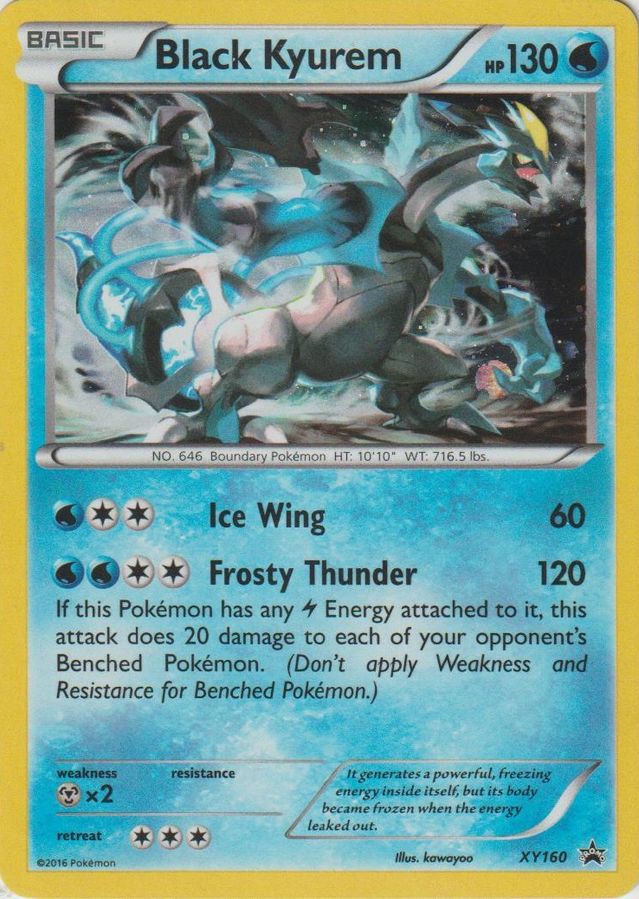 BASIC
Black Kyurem
HP130
NO. 646 Boundary Pokémon HT: 10'10" WT: 716.5 lbs.
Ice Wing 60
Frosty Thunder 120
If this Pokémon has any Energy attached to it, this
attack does 20 damage to each of your opponent's
Benched Pokémon. (Don't apply Weakness and
Resistance for Benched Pokémon.)
weakness resistance
×2
retreat
It generates a powerful, freezing
energy inside itself, but its body
became frozen when the energy
leaked out.
©2016 Pokémon
Illus. kawayoo
XY160
PROMO